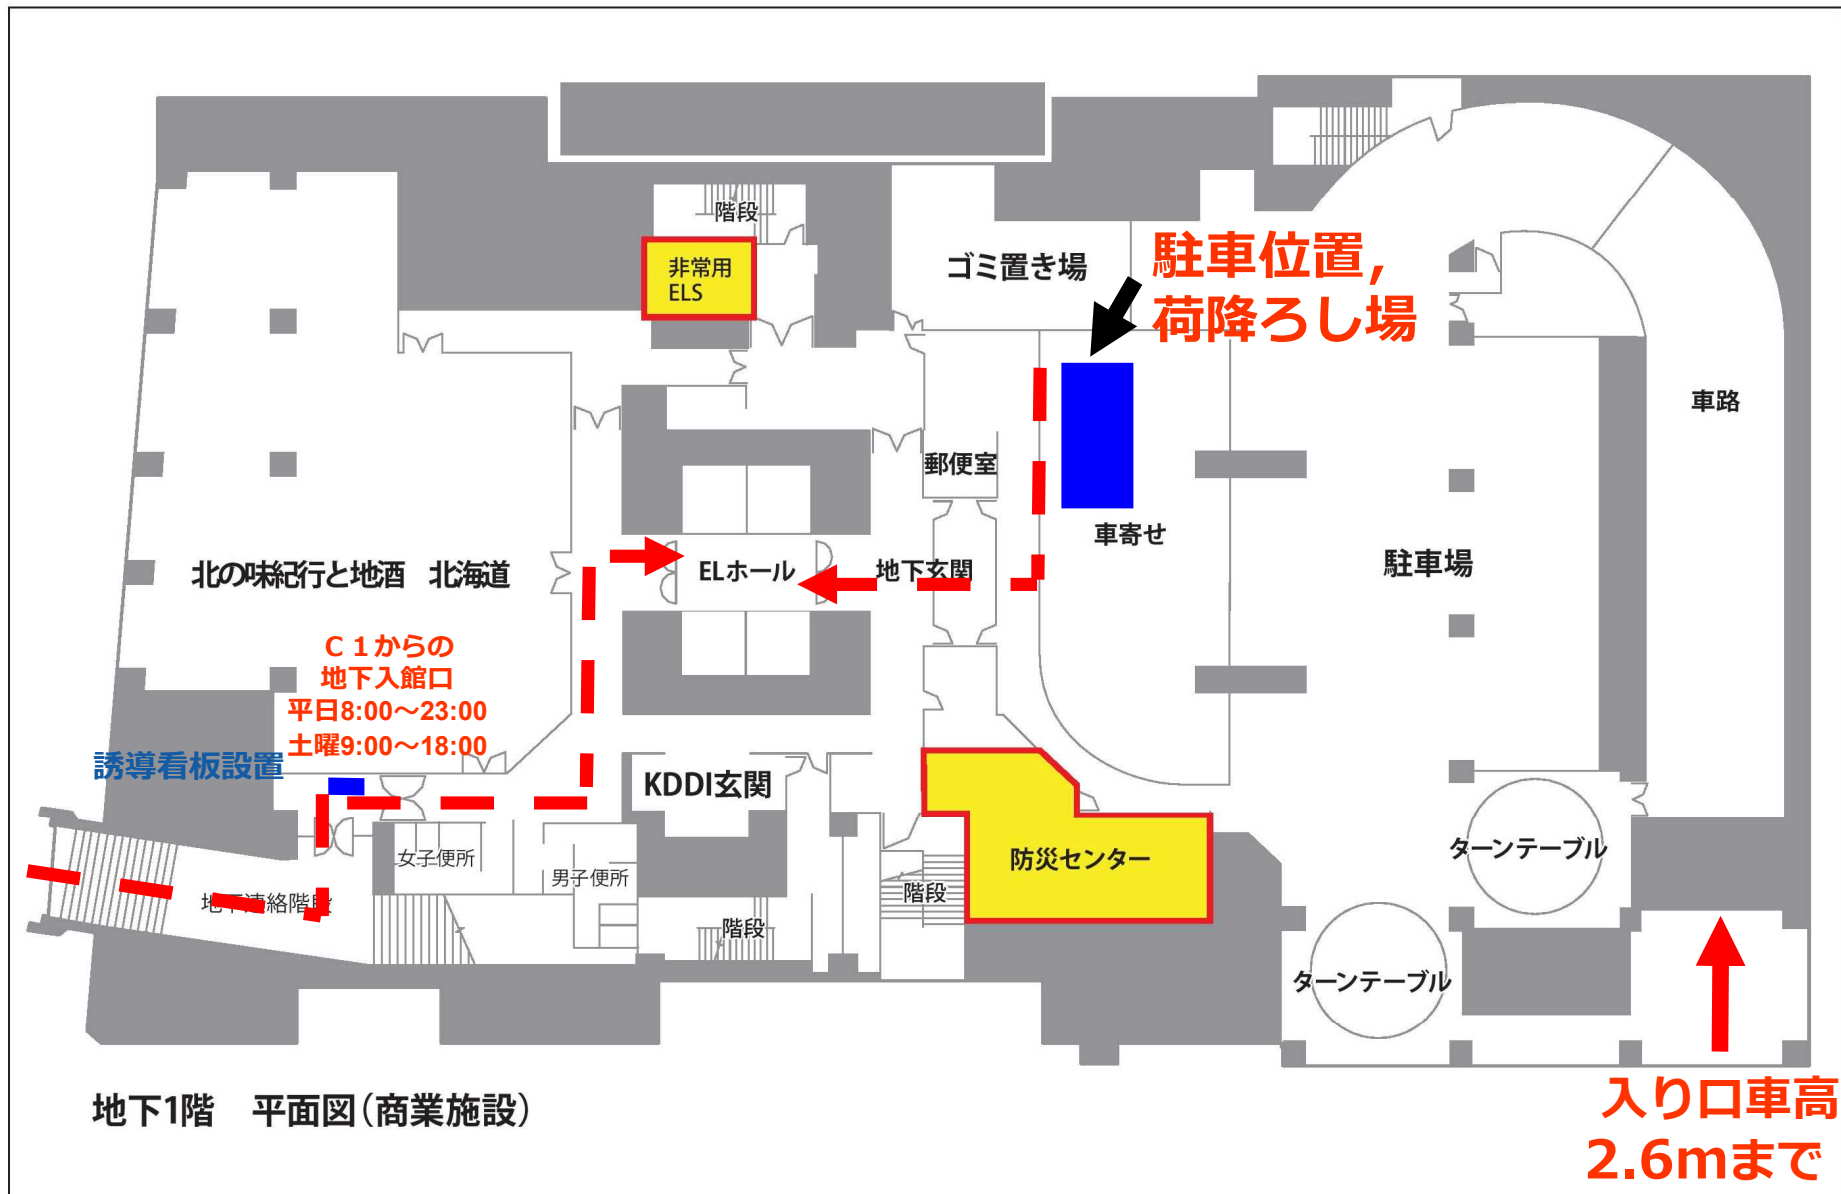 階段
非常用
ELS
ゴミ置き場
駐車位置,
荷降ろし場
車路
郵便室
車寄せ
北の味紀行と地酒 北海道
ELホール
地下玄関
駐車場
C1からの
地下入館口
平日8:00～23:00
土曜9:00～18:00
誘導看板設置
KDDI玄関
女子便所
男子便所
防災センター
ターンテーブル
地下連絡階段
階段
階段
ターンテーブル
地下1階 平面図(商業施設)
入り口車高
2.6mまで